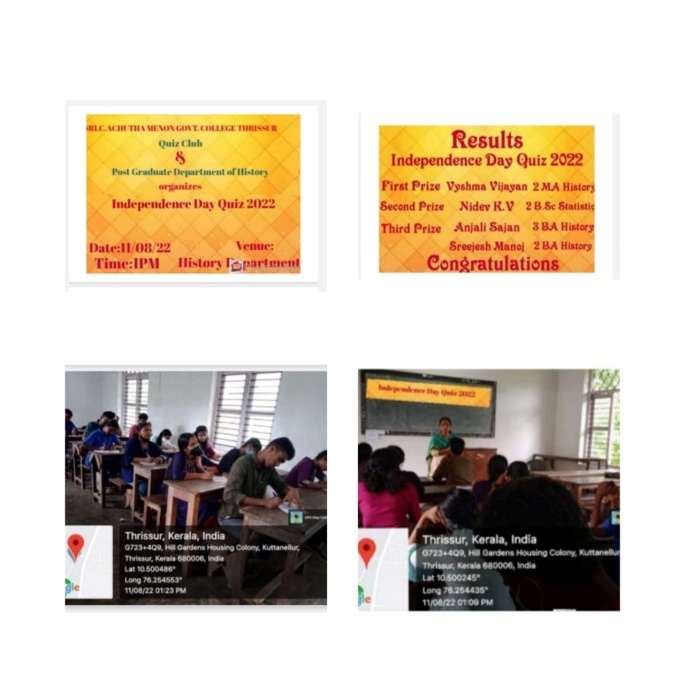 SRI.C.ACHUTHA MENON GOVT. COLLEGE THRISSUR
Quiz Club
&
Post Graduate Department of History
organizes
Independence Day Quiz 2022
Date:11/08/22
Venue:
Time:1PM
History Department
Results
Independence Day Quiz 2022
First Prize Vyshma Vijayan 2 MA History
Second Prize Nidev K.V 2 B.Sc Statistic
Third Prize Anjali Sajan 3 BA History
Sreejesh Manoj 2 BA History
Congratulations
Thrissur, Kerala, India
G723+4Q9, Hill Gardens Housing Colony, Kuttanellur,
Thrissur, Kerala 680006, India
Lat 10.500486°
Long 76.254553°
11/08/22 01:23 PM
Independence Day Quiz 2022
Thrissur, Kerala, India
G723+4Q9, Hill Gardens Housing Colony, Kuttanellur
Thrissur, Kerala 680006, India
Lat 10.500245°
Long 76.254435°
11/08/22 01:09 PM